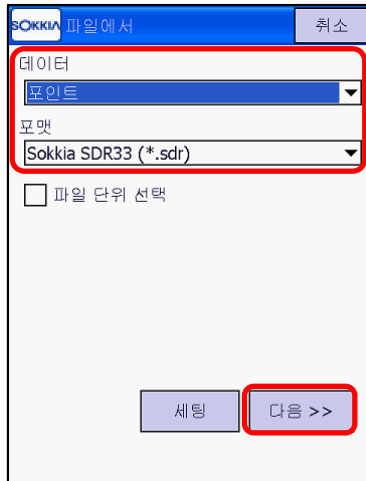 SOKKIA 파일에서 취소
데이터
포인트
포맷
Sokkia SDR33 (*.sdr)
파일 단위 선택
세팅 다음 >>